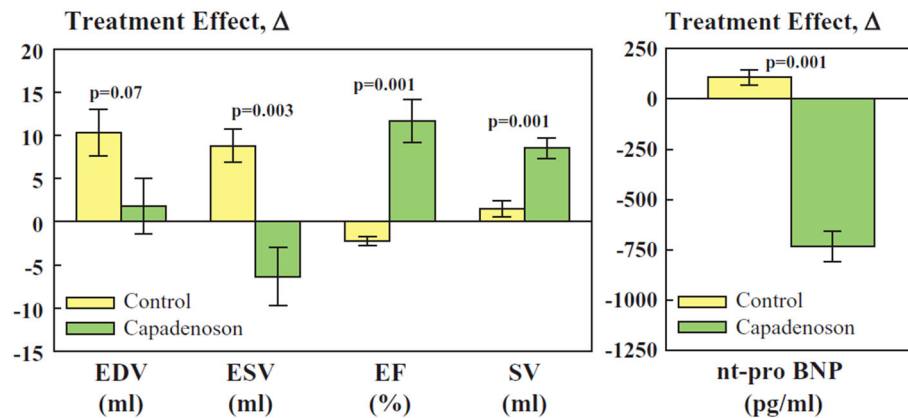 Treatment Effect, Δ
20
15
10
5
0
-5
-10
-15
p=0.07
p=0.003
p=0.001
p=0.001
Control
Capadenoson
EDV
(ml)
ESV
(ml)
EF
(%)
SV
(ml)
Treatment Effect, Δ
250
0
-250
-500
-750
-1000
-1250
p=0.001
Control
Capadenoson
nt-pro BNP
(pg/ml)